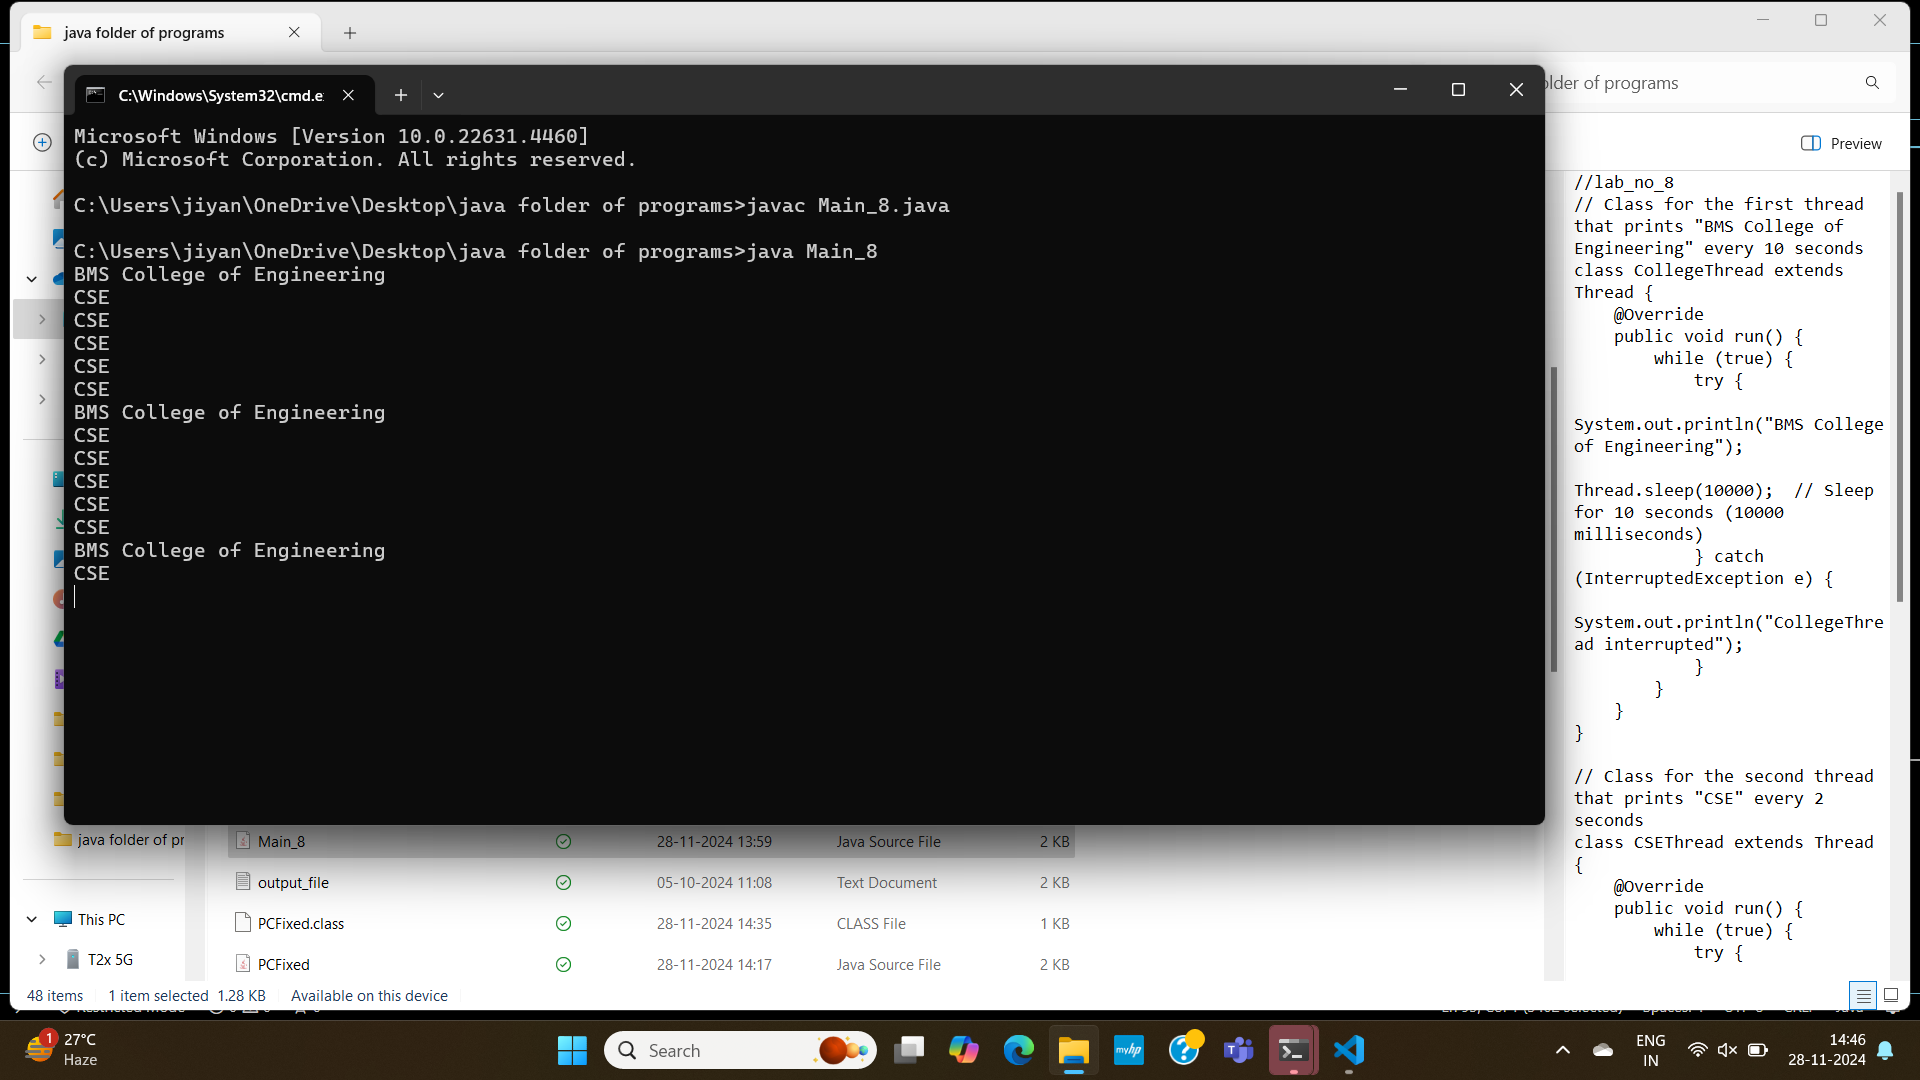 java folder of programs
older of programs
C:\Windows\System32\cmd.e
Preview
Microsoft Windows [Version 10.0.22631.4460]
(c) Microsoft Corporation. All rights reserved.
C:\Users\jiyan\OneDrive\Desktop\java folder of programs>javac Main_8.java
C:\Users\jiyan\OneDrive\Desktop\java folder of programs>java Main_8
BMS College of Engineering
CSE
CSE
CSE
CSE
CSE
BMS College of Engineering
CSE
CSE
CSE
CSE
CSE
BMS College of Engineering
CSE
//lab_no_8
// Class for the first thread
that prints "BMS College of
Engineering" every 10 seconds
class CollegeThread extends
Thread {
@Override
public void run() {
while (true) {
try {
System.out.println("BMS College
of Engineering");
Thread.sleep(10000);  // Sleep
for 10 seconds (10000
milliseconds)
} catch
(InterruptedException e) {
System.out.println("CollegeThre
ad interrupted");
}
}
}
}
// Class for the second thread
that prints "CSE" every 2
seconds
class CSEThread extends Thread
{
@Override
public void run() {
while (true) {
try {
java folder of pr
Main_8 28-11-2024 13:59 Java Source File 2 KB
output_file 05-10-2024 11:08 Text Document 2 KB
This PC
PCFixed.class 28-11-2024 14:35 CLASS File 1 KB
T2x 5G
PCFixed 28-11-2024 14:17 Java Source File 2 KB
48 items 1 item selected 1.28 KB Available on this device
1
27°C
Haze
Search
myhp
ENG
IN
14:46
28-11-2024